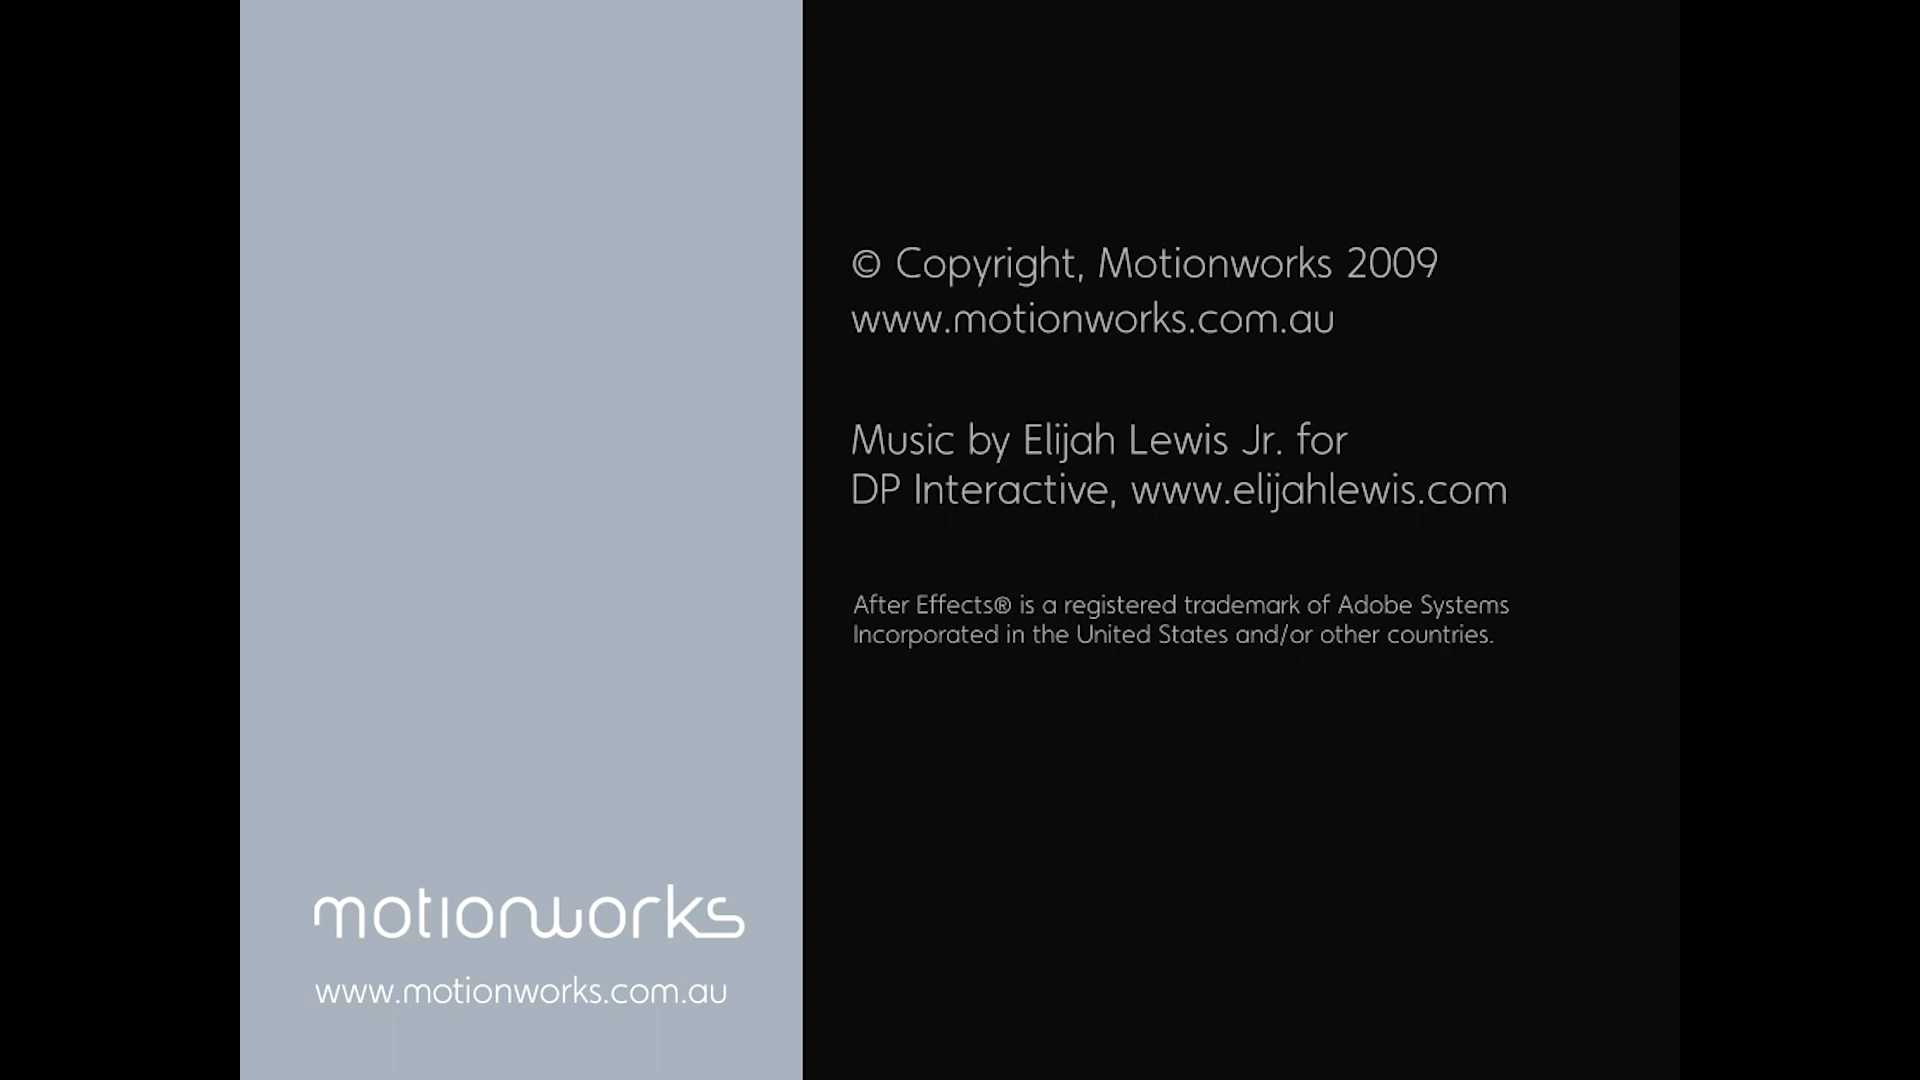 © Copyright, Motionworks 2009
www.motionworks.com.au
Music by Elijah Lewis Jr. for
DP Interactive, www.elijahlewis.com
After Effects® is a registered trademark of Adobe Systems
Incorporated in the United States and/or other countries.
motionworks
www.motionworks.com.au